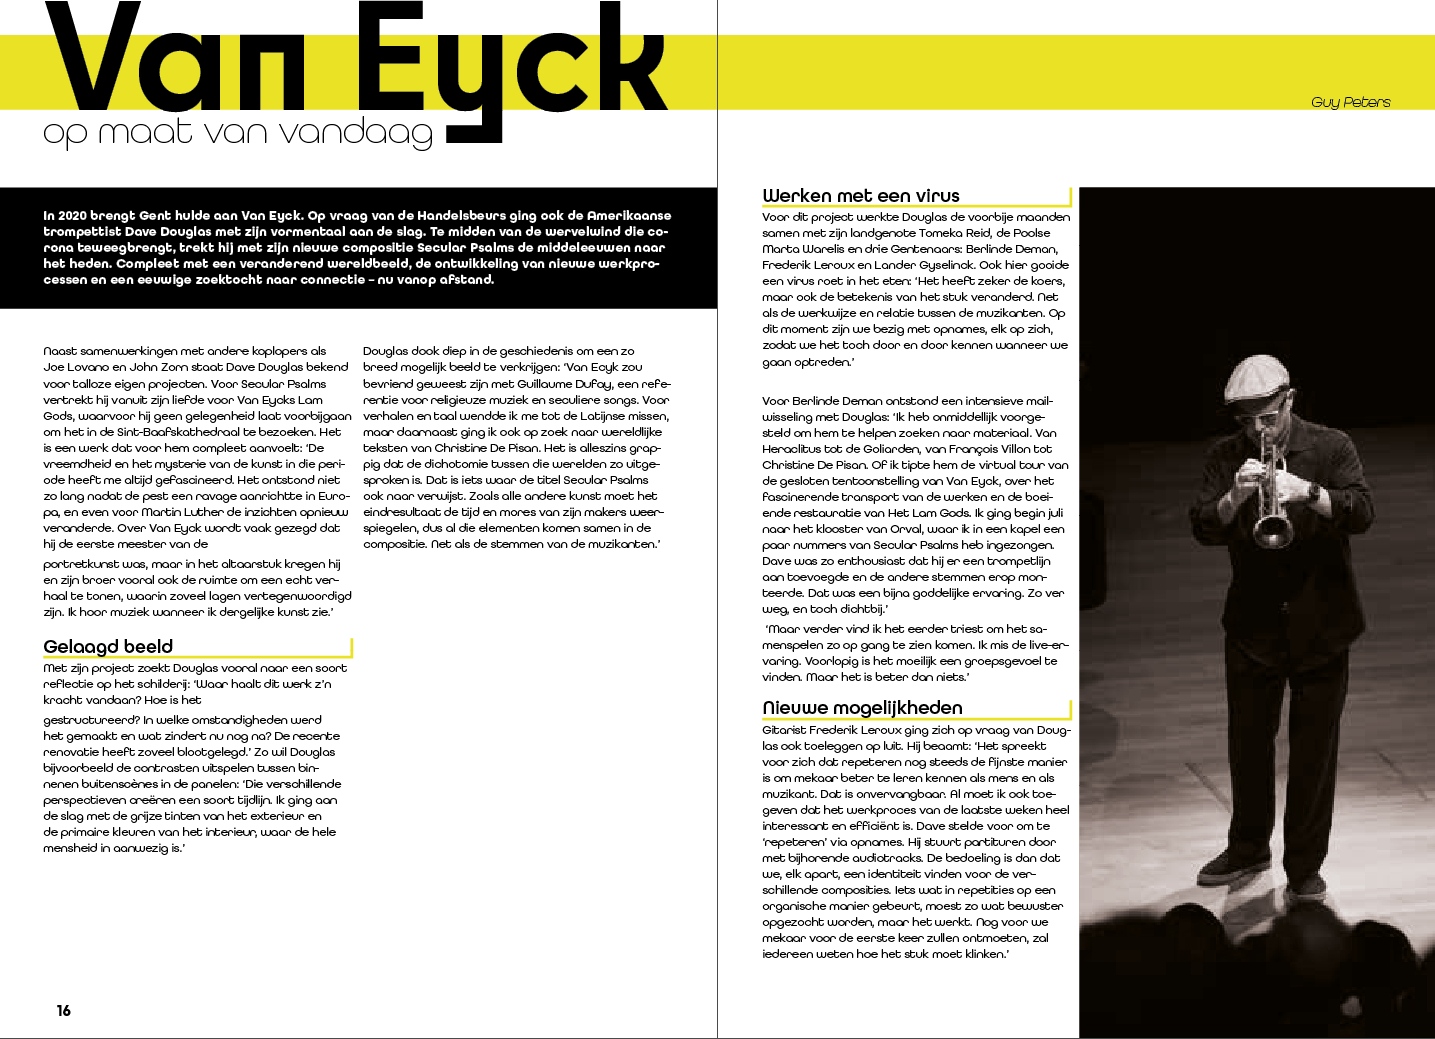 Van Eyck
op maat van vandaag
Guy Peters
In 2020 brengt Gent hulde aan Van Eyck. Op vraag van de Handelsbeurs ging ook de Amerikaanse
trompettist Dave Douglas met zijn vormentaal aan de slag. Te midden van de wervelwind die co-
rona teweegbrengt, trekt hij met zijn nieuwe compositie Secular Psalms de middeleeuwen naar
het heden. Compleet met een veranderend wereldbeeld, de ontwikkeling van nieuwe werkpro-
cessen en een eeuwige zoektocht naar connectie – nu vanop afstand.
Naast samenwerkingen met andere koplopers als
Joe Lovano en John Zorn staat Dave Douglas bekend
voor talloze eigen projecten. Voor Secular Psalms
vertrekt hij vanuit zijn liefde voor Van Eycks Lam
Gods, waarvoor hij geen gelegenheid laat voorbijgaan
om het in de Sint-Baafskathedraal te bezoeken. Het
is een werk dat voor hem compleet aanvoelt: ‘De
vreemdheid en het mysterie van de kunst in die peri-
ode heeft me altijd gefascineerd. Het ontstond niet
zo lang nadat de pest een ravage aanrichtte in Euro-
pa, en even voor Martin Luther de inzichten opnieuw
veranderde. Over Van Eyck wordt vaak gezegd dat
hij de eerste meester van de
portretkunst was, maar in het altaarstuk kregen hij
en zijn broer vooral ook de ruimte om een echt ver-
haal te tonen, waarin zoveel lagen vertegenwoordigd
zijn. Ik hoor muziek wanneer ik dergelijke kunst zie.’
Gelaagd beeld
Met zijn project zoekt Douglas vooral naar een soort
reflectie op het schilderij: ‘Waar haalt dit werk z’n
kracht vandaan? Hoe is het
gestructureerd? In welke omstandigheden werd
het gemaakt en wat zindert nu nog na? De recente
renovatie heeft zoveel blootgelegd.’ Zo wil Douglas
bijvoorbeeld de contrasten uitspelen tussen bin-
nenen buitenscènes in de panelen: ‘Die verschillende
perspectieven creëren een soort tijdlijn. Ik ging aan
de slag met de grijze tinten van het exterieur en
de primaire kleuren van het interieur, waar de hele
mensheid in aanwezig is.’
Douglas dook diep in de geschiedenis om een zo
breed mogelijk beeld te verkrijgen: ‘Van Ecyk zou
bevriend geweest zijn met Guillaume Dufay, een refe-
rentie voor religieuze muziek en seculiere songs. Voor
verhalen en taal wendde ik me tot de Latijnse missen,
maar daarnaast ging ik ook op zoek naar wereldlijke
teksten van Christine De Pisan. Het is alleszins grap-
pig dat de dichotomie tussen die werelden zo uitge-
sproken is. Dat is iets waar de titel Secular Psalms
ook naar verwijst. Zoals alle andere kunst moet het
eindresultaat de tijd en mores van zijn makers weer-
spiegelen, dus al die elementen komen samen in de
compositie. Net als de stemmen van de muzikanten.’
Werken met een virus
Voor dit project werkte Douglas de voorbije maanden
samen met zijn landgenote Tomeka Reid, de Poolse
Marta Warelis en drie Gentenaars: Berlinde Deman,
Frederik Leroux en Lander Gyselinck. Ook hier gooide
een virus roet in het eten: ‘Het heeft zeker de koers,
maar ook de betekenis van het stuk veranderd. Net
als de werkwijze en relatie tussen de muzikanten. Op
dit moment zijn we bezig met opnames, elk op zich,
zodat we het toch door en door kennen wanneer we
gaan optreden.’
Voor Berlinde Deman ontstond een intensieve mail-
wisseling met Douglas: ‘Ik heb onmiddellijk voorge-
steld om hem te helpen zoeken naar materiaal. Van
Heraclitus tot de Goliarden, van François Villon tot
Christine De Pisan. Of ik tipte hem de virtual tour van
de gesloten tentoonstelling van Van Eyck, over het
fascinerende transport van de werken en de boei-
ende restauratie van Het Lam Gods. Ik ging begin juli
naar het klooster van Orval, waar ik in een kapel een
paar nummers van Secular Psalms heb ingezongen.
Dave was zo enthousiast dat hij er een trompetlijn
aan toevoegde en de andere stemmen erop mon-
teerde. Dat was een bijna goddelijke ervaring. Zo ver
weg, en toch dichtbij.’
‘Maar verder vind ik het eerder triest om het sa-
menspelen zo op gang te zien komen. Ik mis de live-er-
varing. Voorlopig is het moeilijk een groepsgevoel te
vinden. Maar het is beter dan niets.’
Nieuwe mogelijkheden
Gitarist Frederik Leroux ging zich op vraag van Doug-
las ook toeleggen op luit. Hij beaamt: ‘Het spreekt
voor zich dat repeteren nog steeds de fijnste manier
is om mekaar beter te leren kennen als mens en als
muzikant. Dat is onvervangbaar. Al moet ik ook toe-
geven dat het werkproces van de laatste weken heel
interessant en efficiënt is. Dave stelde voor om te
‘repeteren’ via opnames. Hij stuurt partituren door
met bijhorende audiotracks. De bedoeling is dan dat
we, elk apart, een identiteit vinden voor de ver-
schillende composities. Iets wat in repetities op een
organische manier gebeurt, moest zo wat bewuster
opgezocht worden, maar het werkt. Nog voor we
mekaar voor de eerste keer zullen ontmoeten, zal
iedereen weten hoe het stuk moet klinken.’
16